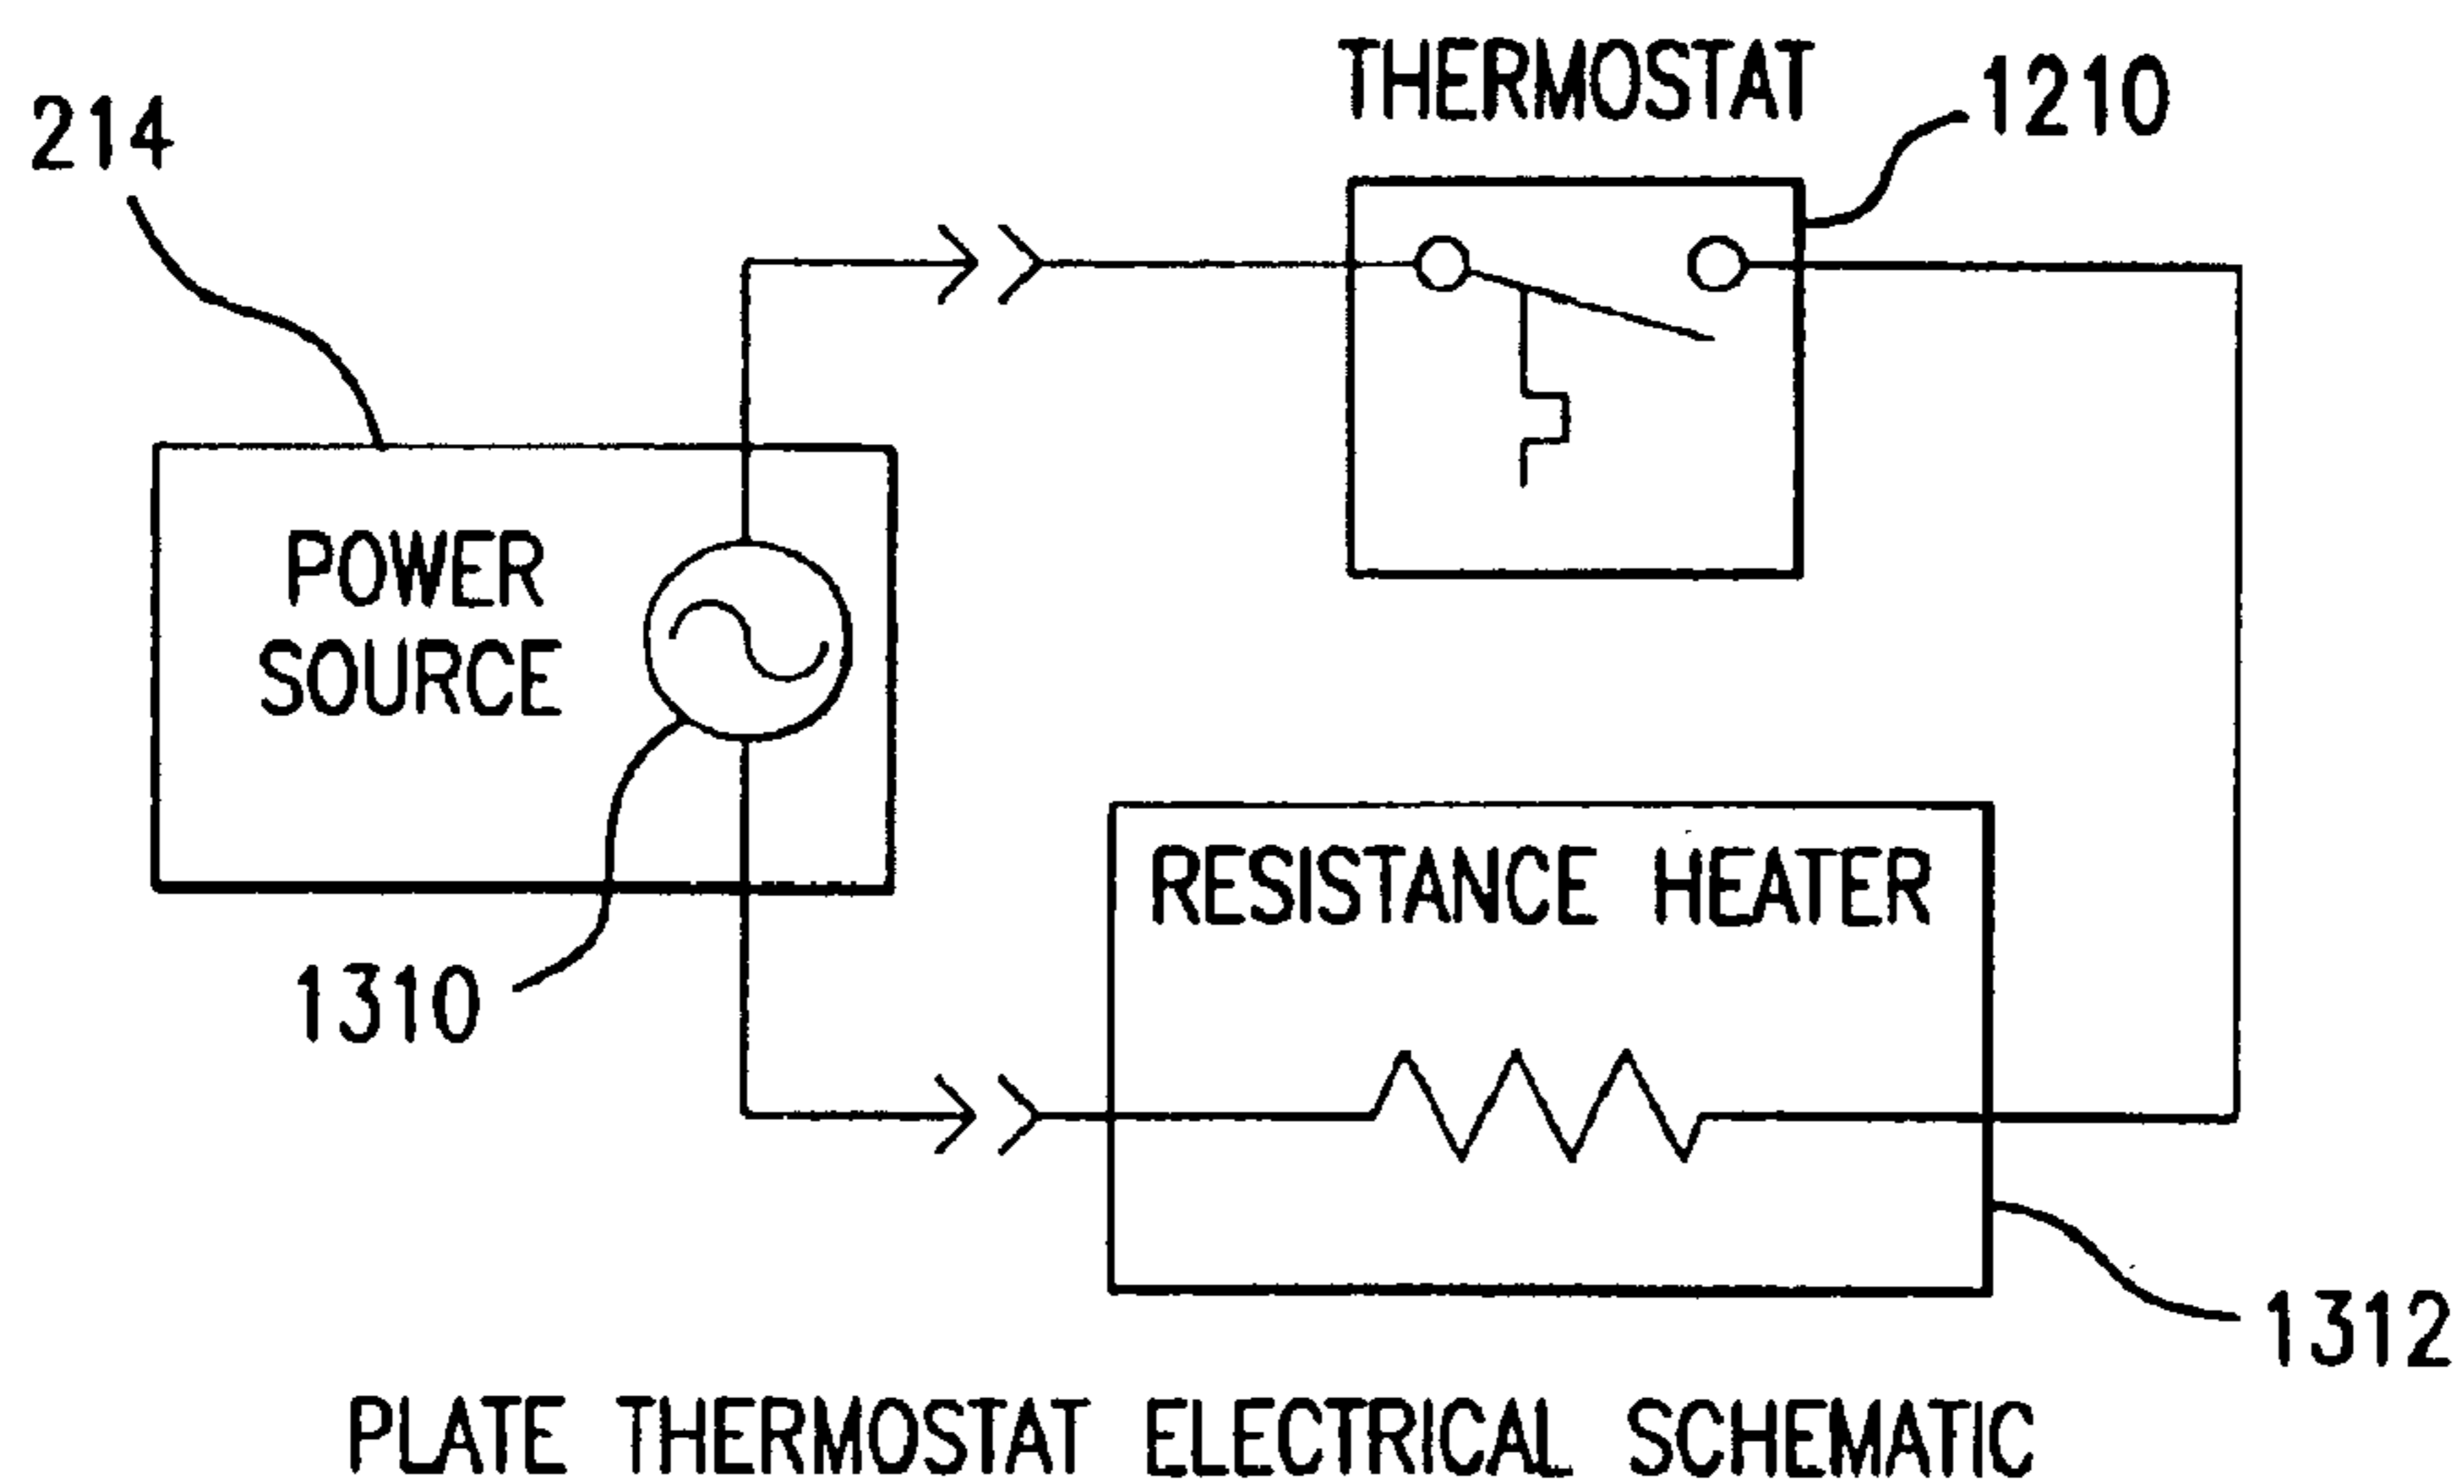 THERMOSTAT
1210
214
POWER
SOURCE
RESISTANCE HEATER
1310
1312
PLATE THERMOSTAT ELECTRICAL SCHEMATIC